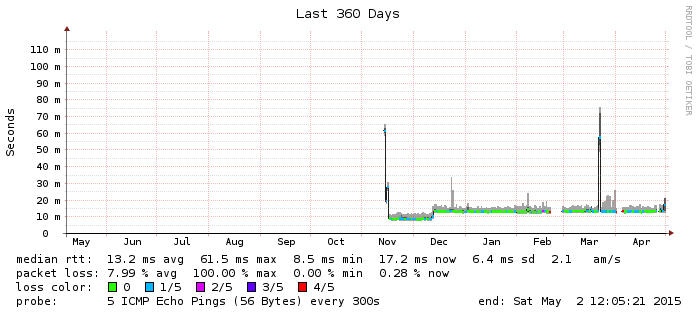 Last 360 Days
RRDTOOL / TOBI OETIKER
Seconds
110 m
100 m
90 m
80 m
70 m
60 m
50 m
40 m
30 m
20 m
10 m
0
May Jun Jul Aug Sep Oct Nov Dec Jan Feb Mar Apr
median rtt: 13.2 ms avg 61.5 ms max 8.5 ms min 17.2 ms now 6.4 ms sd 2.1 am/s
packet loss: 7.99 % avg 100.00 % max 0.00 % min 0.28 % now
loss color: 0 1/5 2/5 3/5 4/5
probe: 5 ICMP Echo Pings (56 Bytes) every 300s end: Sat May 2 12:05:21 2015